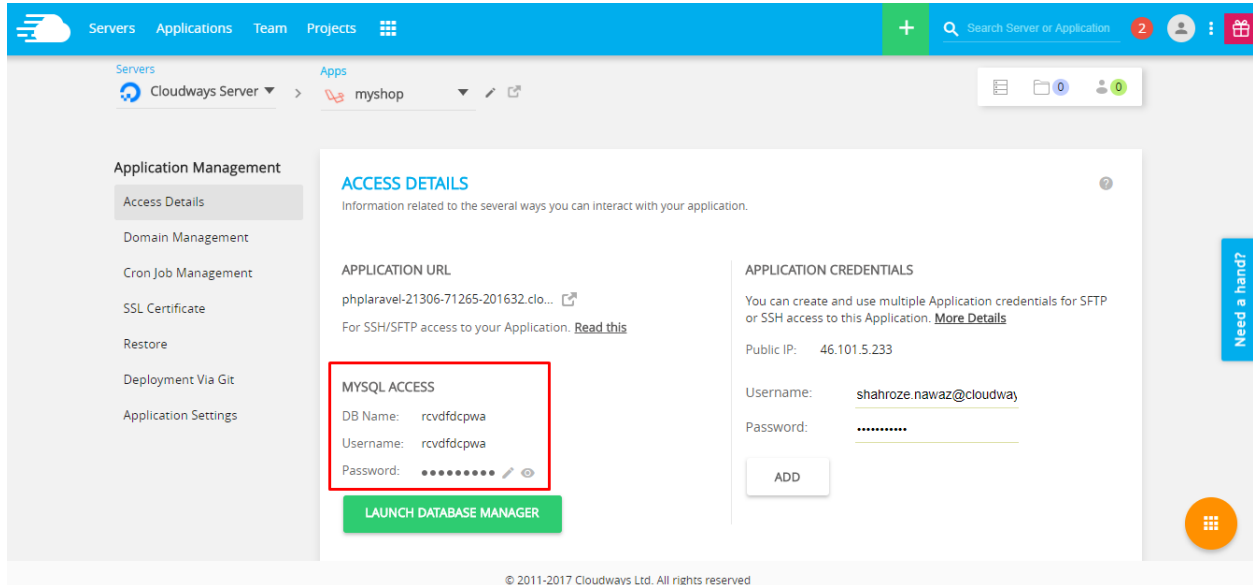 Servers Applications Team Projects
+ Search Server or Application 2
Servers
Cloudways Server >
Apps
myshop
0 0
Application Management
Access Details
Domain Management
Cron Job Management
SSL Certificate
Restore
Deployment Via Git
Application Settings
ACCESS DETAILS
?
Information related to the several ways you can interact with your application.
APPLICATION URL
phplaravel-21306-71265-201632.clo...
For SSH/SFTP access to your Application. Read this
MYSQL ACCESS
DB Name: rcvdfdcpwa
Username: rcvdfdcpwa
Password: •••••••••
LAUNCH DATABASE MANAGER
APPLICATION CREDENTIALS
You can create and use multiple Application credentials for SFTP
or SSH access to this Application. More Details
Public IP: 46.101.5.233
Username: shahroze.nawaz@cloudway
Password: •••••••••••
ADD
Need a hand?
© 2011-2017 Cloudways Ltd. All rights reserved